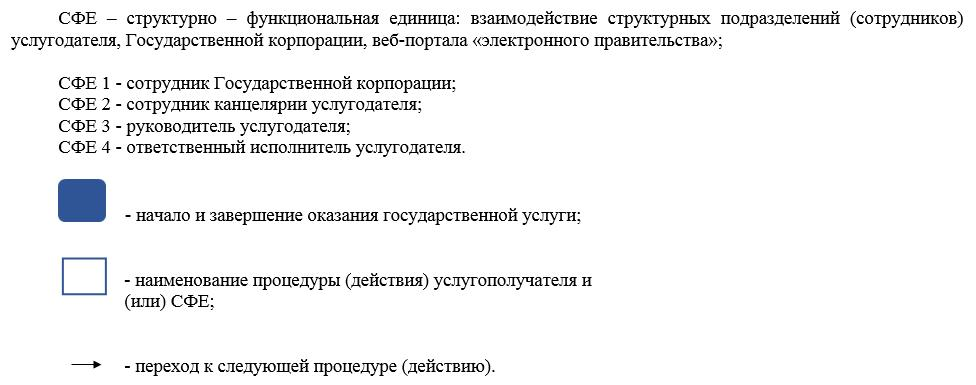 СФЕ – структурно – функциональная единица: взаимодействие структурных подразделений (сотрудников)
услугодателя, Государственной корпорации, веб-портала «электронного правительства»;
СФЕ 1 - сотрудник Государственной корпорации;
СФЕ 2 - сотрудник канцелярии услугодателя;
СФЕ 3 - руководитель услугодателя;
СФЕ 4 - ответственный исполнитель услугодателя.
- начало и завершение оказания государственной услуги;
- наименование процедуры (действия) услугополучателя и
(или) СФЕ;
- переход к следующей процедуре (действию).